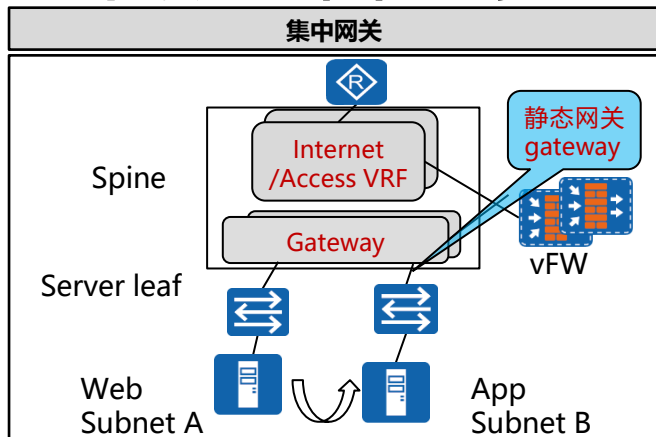 集中网关
R
静态网关
gateway
Internet
/Access VRF
Spine
Gateway
vFW
Server leaf
Web
Subnet A
App
Subnet B